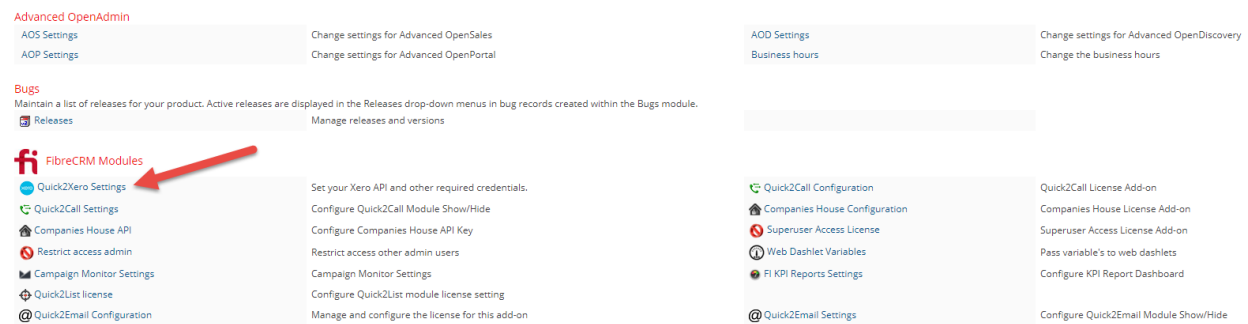 Advanced OpenAdmin
AOS Settings Change settings for Advanced OpenSales AOD Settings Change settings for Advanced OpenDiscovery
AOP Settings Change settings for Advanced OpenPortal Business hours Change the business hours
Bugs
Maintain a list of releases for your product. Active releases are displayed in the Releases drop-down menus in bug records created within the Bugs module.
Releases Manage releases and versions
fi FibreCRM Modules
Quick2Xero Settings Set your Xero API and other required credentials. Quick2Call Configuration Quick2Call License Add-on
Quick2Call Settings Configure Quick2Call Module Show/Hide Companies House Configuration Companies House License Add-on
Companies House API Configure Companies House API Key Superuser Access License Superuser Access License Add-on
Restrict access admin Restrict access other admin users Web Dashlet Variables Pass variable's to web dashlets
Campaign Monitor Settings Campaign Monitor Settings FI KPI Reports Settings Configure KPI Report Dashboard
Quick2List license Configure Quick2List module license setting
@ Quick2Email Configuration Manage and configure the license for this add-on @ Quick2Email Settings Configure Quick2Email Module Show/Hide